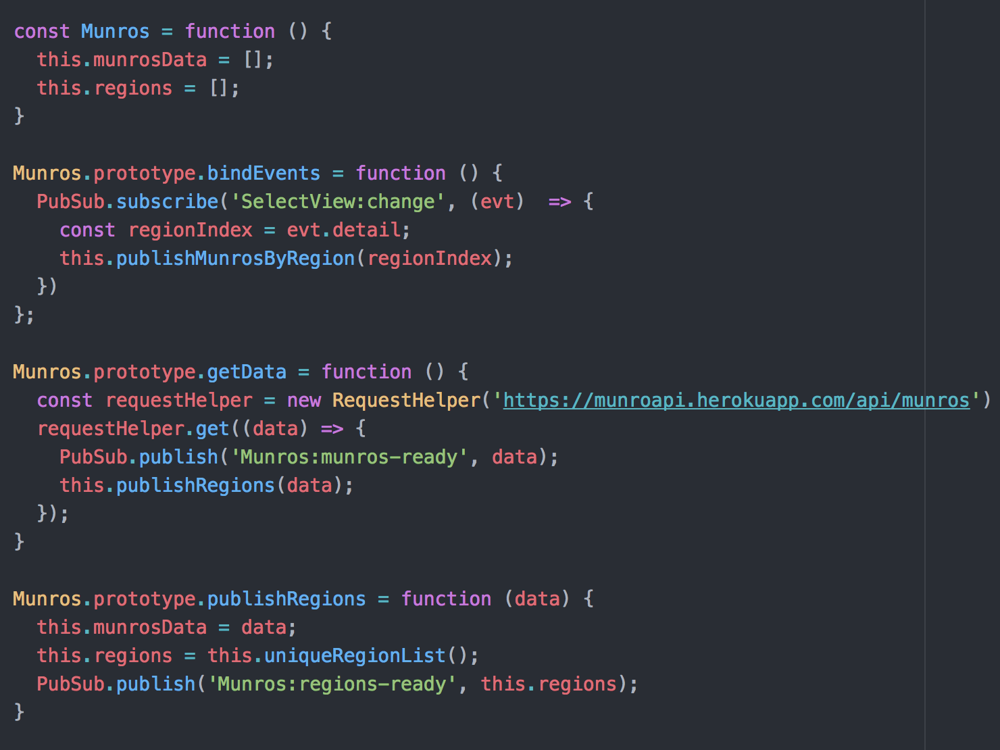 const Munros = function () {
  this.munrosData = [];
  this.regions = [];
}

Munros.prototype.bindEvents = function () {
  PubSub.subscribe('SelectView:change', (evt)  => {
    const regionIndex = evt.detail;
    this.publishMunrosByRegion(regionIndex);
  })
};

Munros.prototype.getData = function () {
  const requestHelper = new RequestHelper('https://munroapi.herokuapp.com/api/munros')
  requestHelper.get((data) => {
    PubSub.publish('Munros:munros-ready', data);
    this.publishRegions(data);
  });
}

Munros.prototype.publishRegions = function (data) {
  this.munrosData = data;
  this.regions = this.uniqueRegionList();
  PubSub.publish('Munros:regions-ready', this.regions);
}